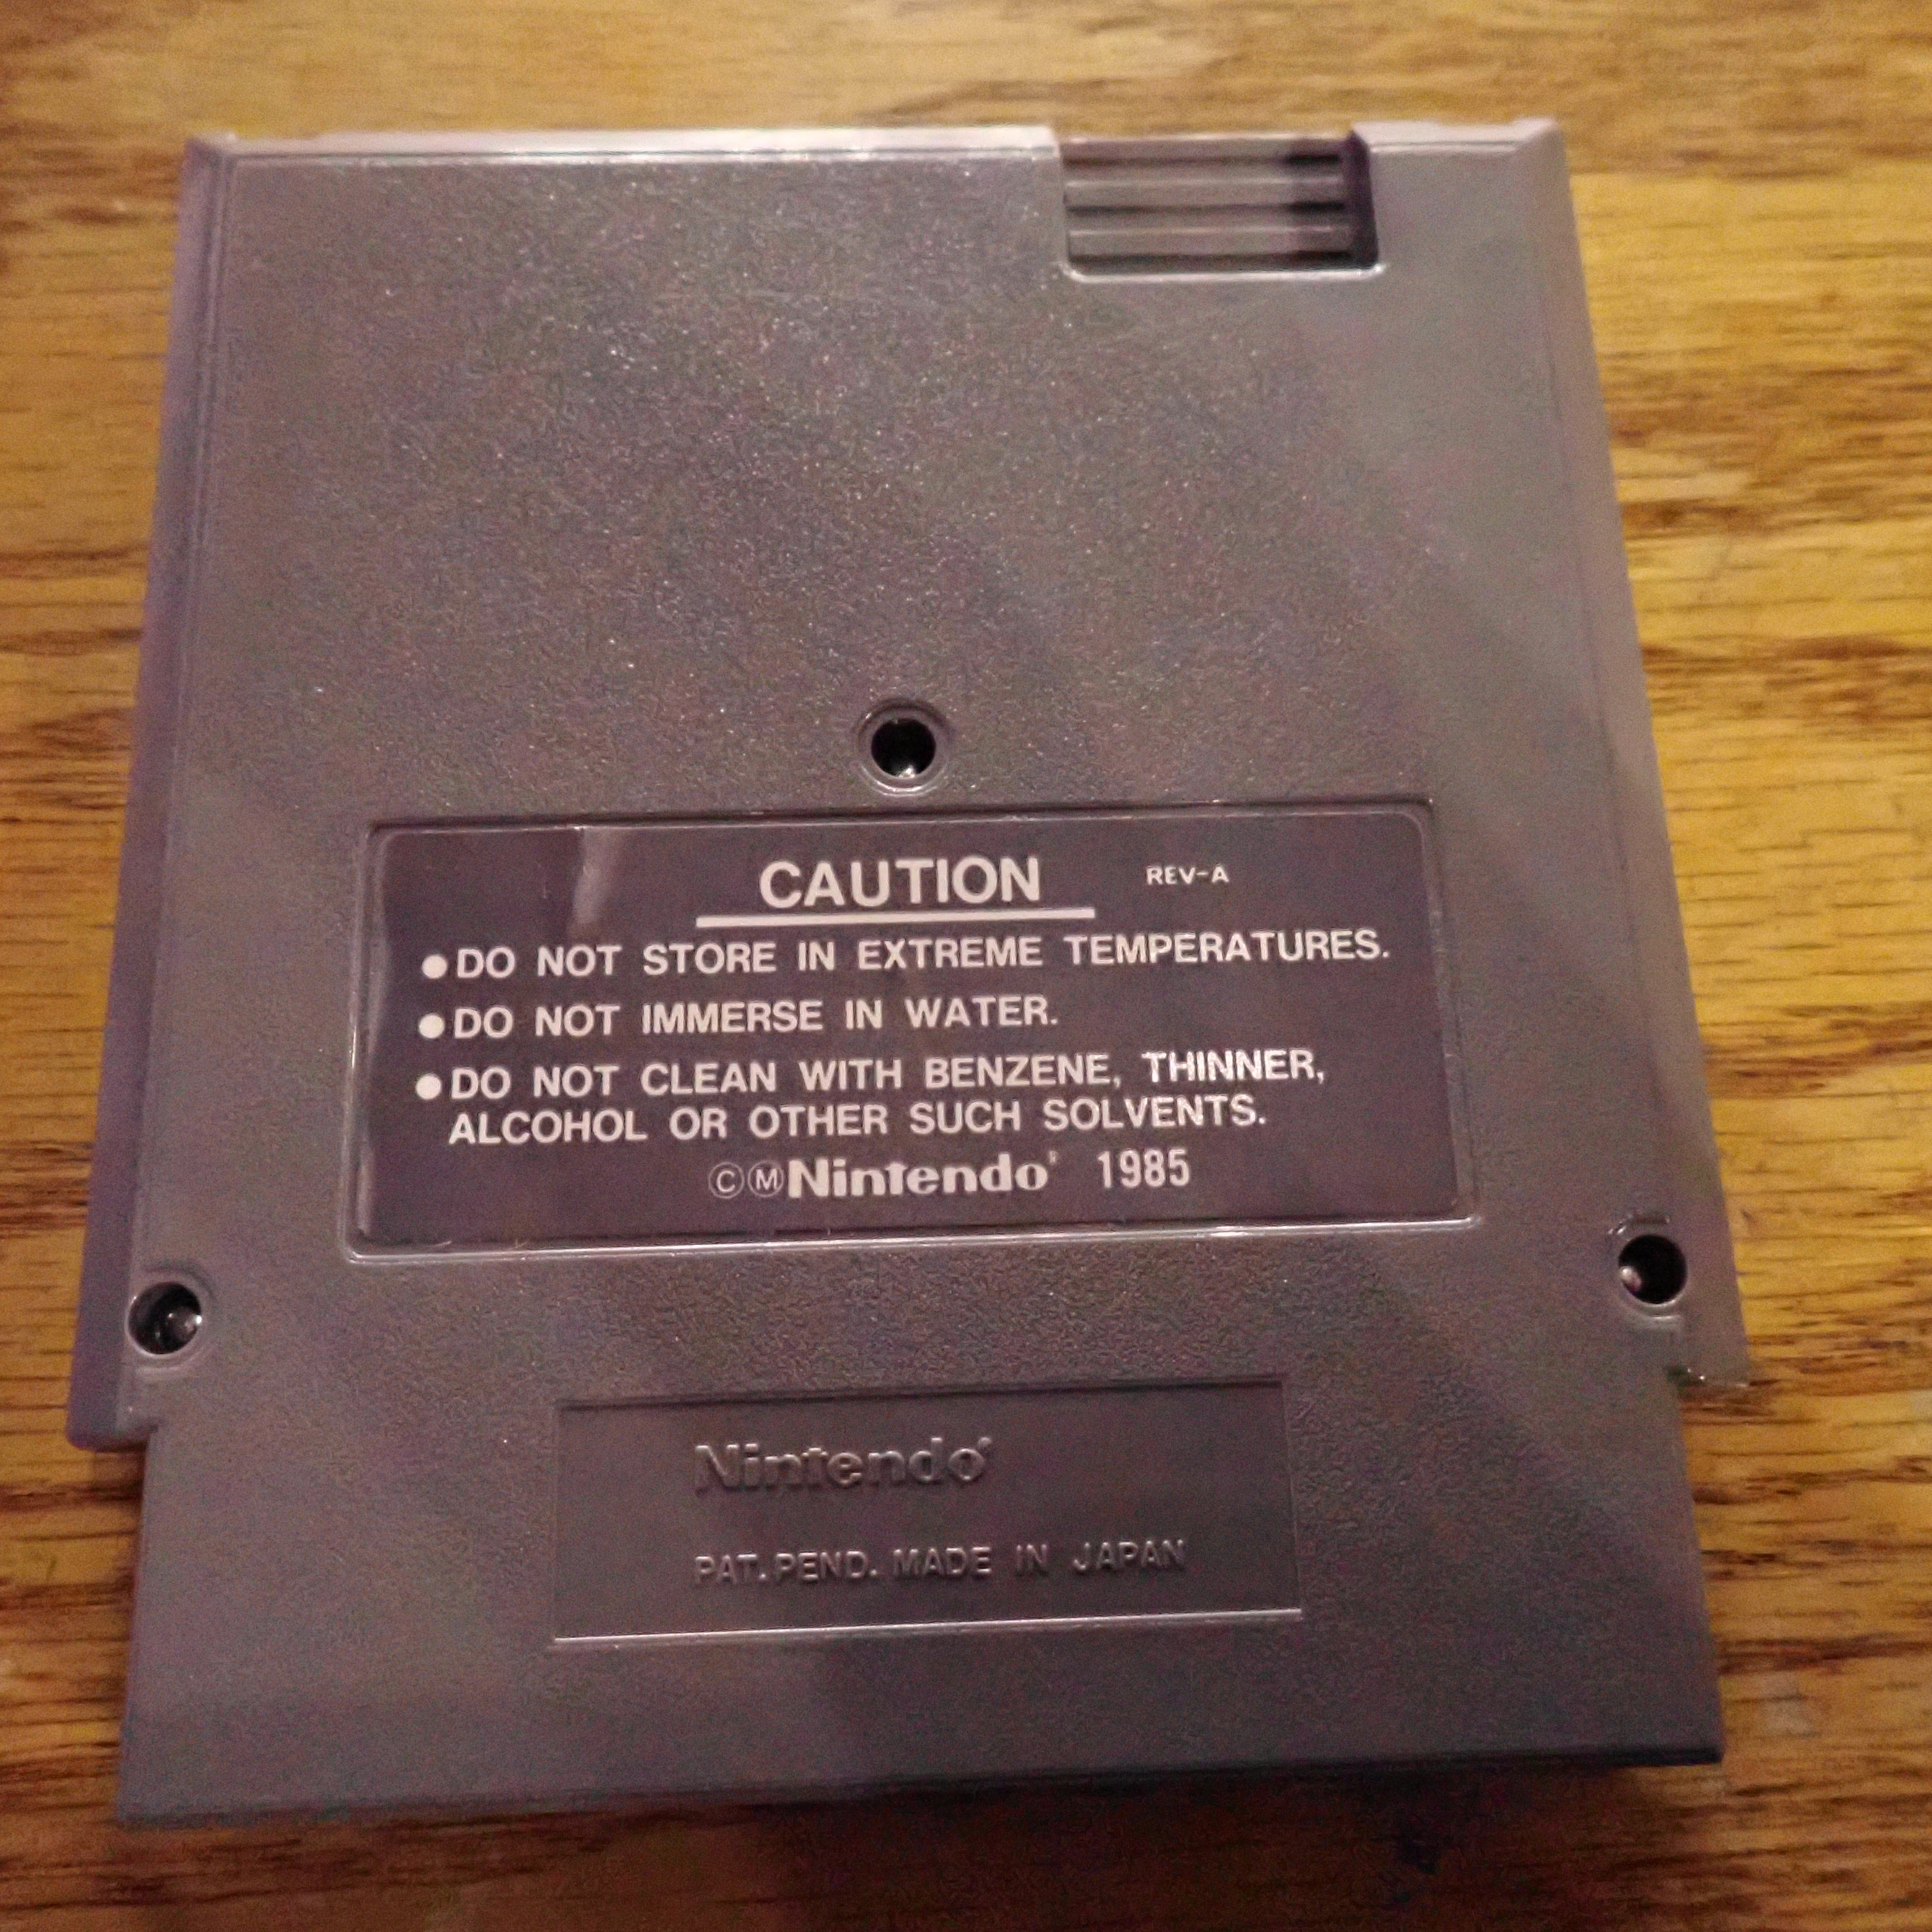 CAUTION REV-A
●DO NOT STORE IN EXTREME TEMPERATURES.
●DO NOT IMMERSE IN WATER.
●DO NOT CLEAN WITH BENZENE, THINNER,
ALCOHOL OR OTHER SUCH SOLVENTS.
©ⓂNintendo® 1985
Nintendo®
PAT. PEND. MADE IN JAPAN